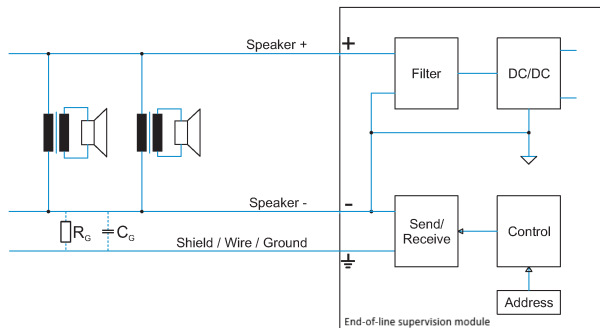 Speaker +
+
Filter
DC/DC
Speaker -
-
R_G
C_G
Shield / Wire / Ground
Send/
Receive
Control
Address
End-of-line supervision module